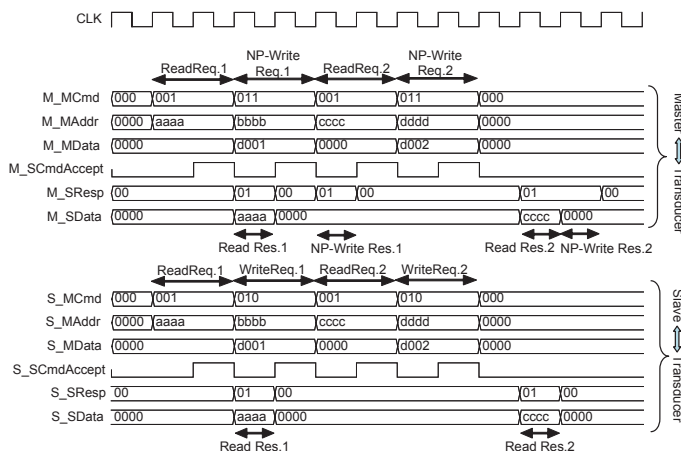 CLK
NP-Write NP-Write
ReadReq.1 Req.1 ReadReq.2 Req.2
M_MCmd 000 001 011 001 011 000
M_MAddr 0000 aaaa bbbb cccc dddd 0000
M_MData 0000 d001 0000 d002 0000
M_SCmdAccept
M_SResp 00 01 00 01 00 01 00
M_SData 0000 aaaa 0000 cccc 0000
Read Res.1 NP-Write Res.1 Read Res.2 NP-Write Res.2
Master Transducer
ReadReq.1 WriteReq.1 ReadReq.2 WriteReq.2
S_MCmd 000 001 010 001 010 000
S_MAddr 0000 aaaa bbbb cccc dddd 0000
S_MData 0000 d001 0000 d002 0000
S_SCmdAccept
S_SResp 00 01 00 01 00
S_SData 0000 aaaa 0000 cccc 0000
Read Res.1 Read Res.2
Slave Transducer